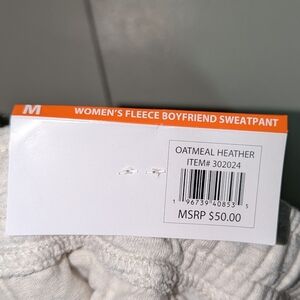 M WOMEN'S FLEECE BOYFRIEND SWEATPANT
OATMEAL HEATHER
ITEM# 302024
1 96739 40853 5
MSRP $50.00